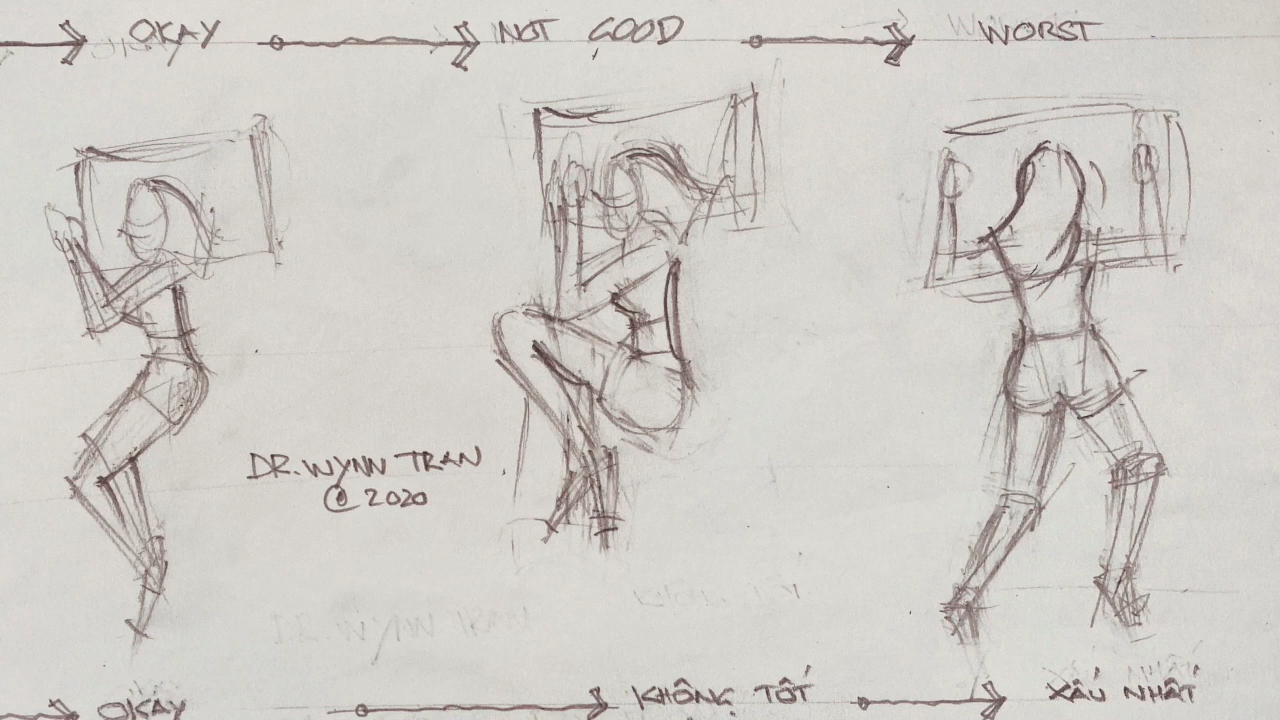 OKAY NOT GOOD WORST
DR. WYNN TRAN
© 2020
OKAY KHÔNG TỐT XẤU NHẤT